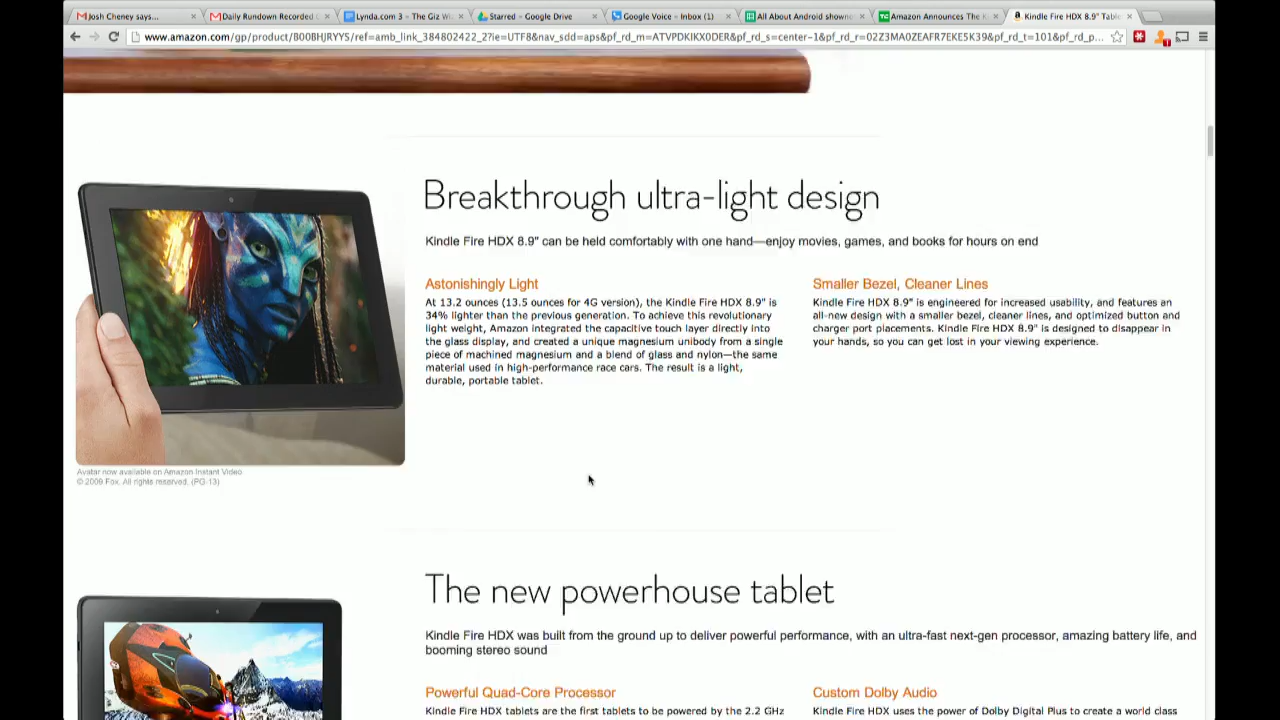 Josh Cheney says...
Daily Rundown Recorded
Lynda.com 3 – The Giz
Starred – Google Drive
Google Voice – Inbox (1)
All About Android shown
Amazon Announces The K
Kindle Fire HDX 8.9" Table
www.amazon.com/gp/product/B00BHJRYYS/ref=amb_link_384802422_2?ie=UTF8&nav_sdd=aps&pf_rd_m=ATVPDKIKX0DER&pf_rd_s=center-1&pf_rd_r=02Z3MA0ZEAFR7EKE5K39&pf_rd_t=101&pf_rd_p...
Breakthrough ultra-light design
Kindle Fire HDX 8.9" can be held comfortably with one hand—enjoy movies, games, and books for hours on end
Astonishingly Light
At 13.2 ounces (13.5 ounces for 4G version), the Kindle Fire HDX 8.9" is
34% lighter than the previous generation. To achieve this revolutionary
light weight, Amazon integrated the capacitive touch layer directly into
the glass display, and created a unique magnesium unibody from a single
piece of machined magnesium and a blend of glass and nylon—the same
material used in high-performance race cars. The result is a light,
durable, portable tablet.
Smaller Bezel, Cleaner Lines
Kindle Fire HDX 8.9" is engineered for increased usability, and features an
all-new design with a smaller bezel, cleaner lines, and optimized button and
charger port placements. Kindle Fire HDX 8.9" is designed to disappear in
your hands, so you can get lost in your viewing experience.
Avatar now available on Amazon Instant Video
© 2009 Fox. All rights reserved. (PG-13)
The new powerhouse tablet
Kindle Fire HDX was built from the ground up to deliver powerful performance, with an ultra-fast next-gen processor, amazing battery life, and
booming stereo sound
Powerful Quad-Core Processor
Kindle Fire HDX tablets are the first tablets to be powered by the 2.2 GHz
Custom Dolby Audio
Kindle Fire HDX uses the power of Dolby Digital Plus to create a world class